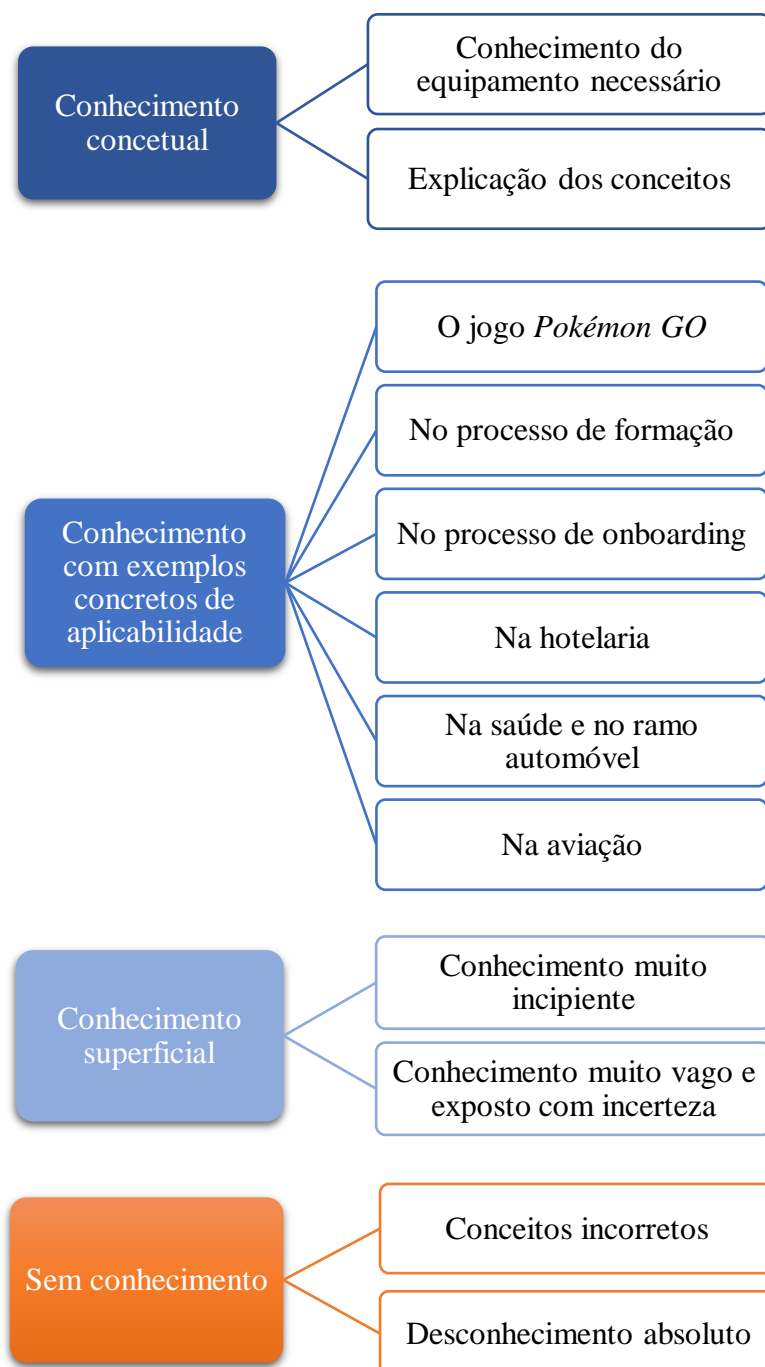 Conhecimento
concetual
Conhecimento do
equipamento necessário
Explicação dos conceitos
Conhecimento
com exemplos
concretos de
aplicabilidade
O jogo Pokémon GO
No processo de formação
No processo de onboarding
Na hotelaria
Na saúde e no ramo
automóvel
Na aviação
Conhecimento
superficial
Conhecimento muito
incipiente
Conhecimento muito vago e
exposto com incerteza
Sem conhecimento
Conceitos incorretos
Desconhecimento absoluto